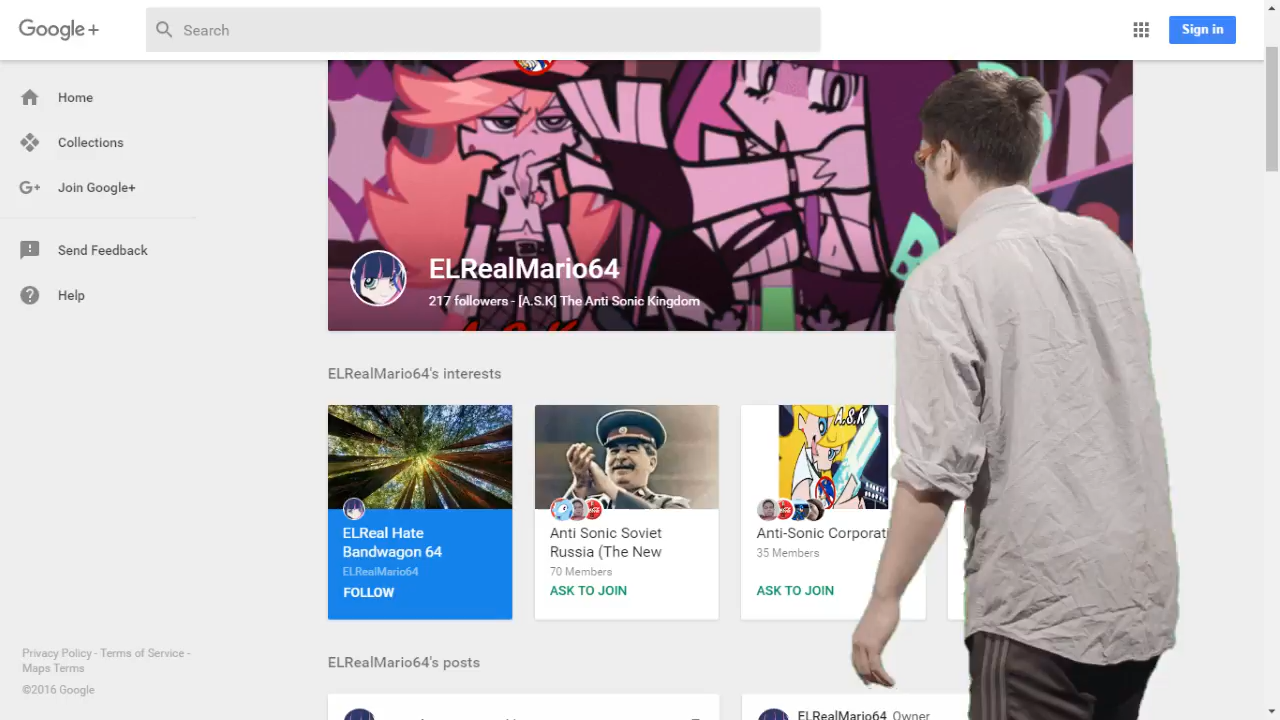 Google+
Search
Sign in
Home
Collections
G+ Join Google+
Send Feedback
Help
ELRealMario64
217 followers - [A.S.K] The Anti Sonic Kingdom
A.S.K
ELRealMario64's interests
A.S.K
ELReal Hate
Bandwagon 64
ELRealMario64
FOLLOW
Anti Sonic Soviet
Russia (The New
70 Members
ASK TO JOIN
Anti-Sonic Corporati
35 Members
ASK TO JOIN
ELRealMario64's posts
Privacy Policy - Terms of Service -
Maps Terms
©2016 Google
ELRealMario64 Owner